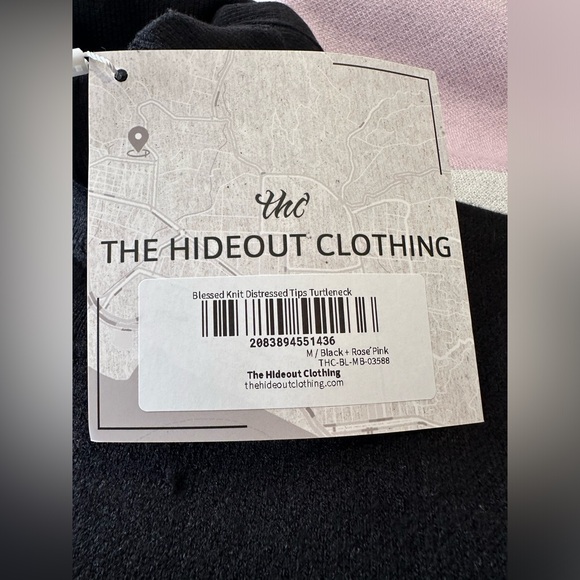 thc
THE HIDEOUT CLOTHING
Blessed Knit Distressed Tips Turtleneck
2083894551436
M / Black + Rose Pink
THC-BL-MB-03588
The Hideout Clothing
thehideoutclothing.com